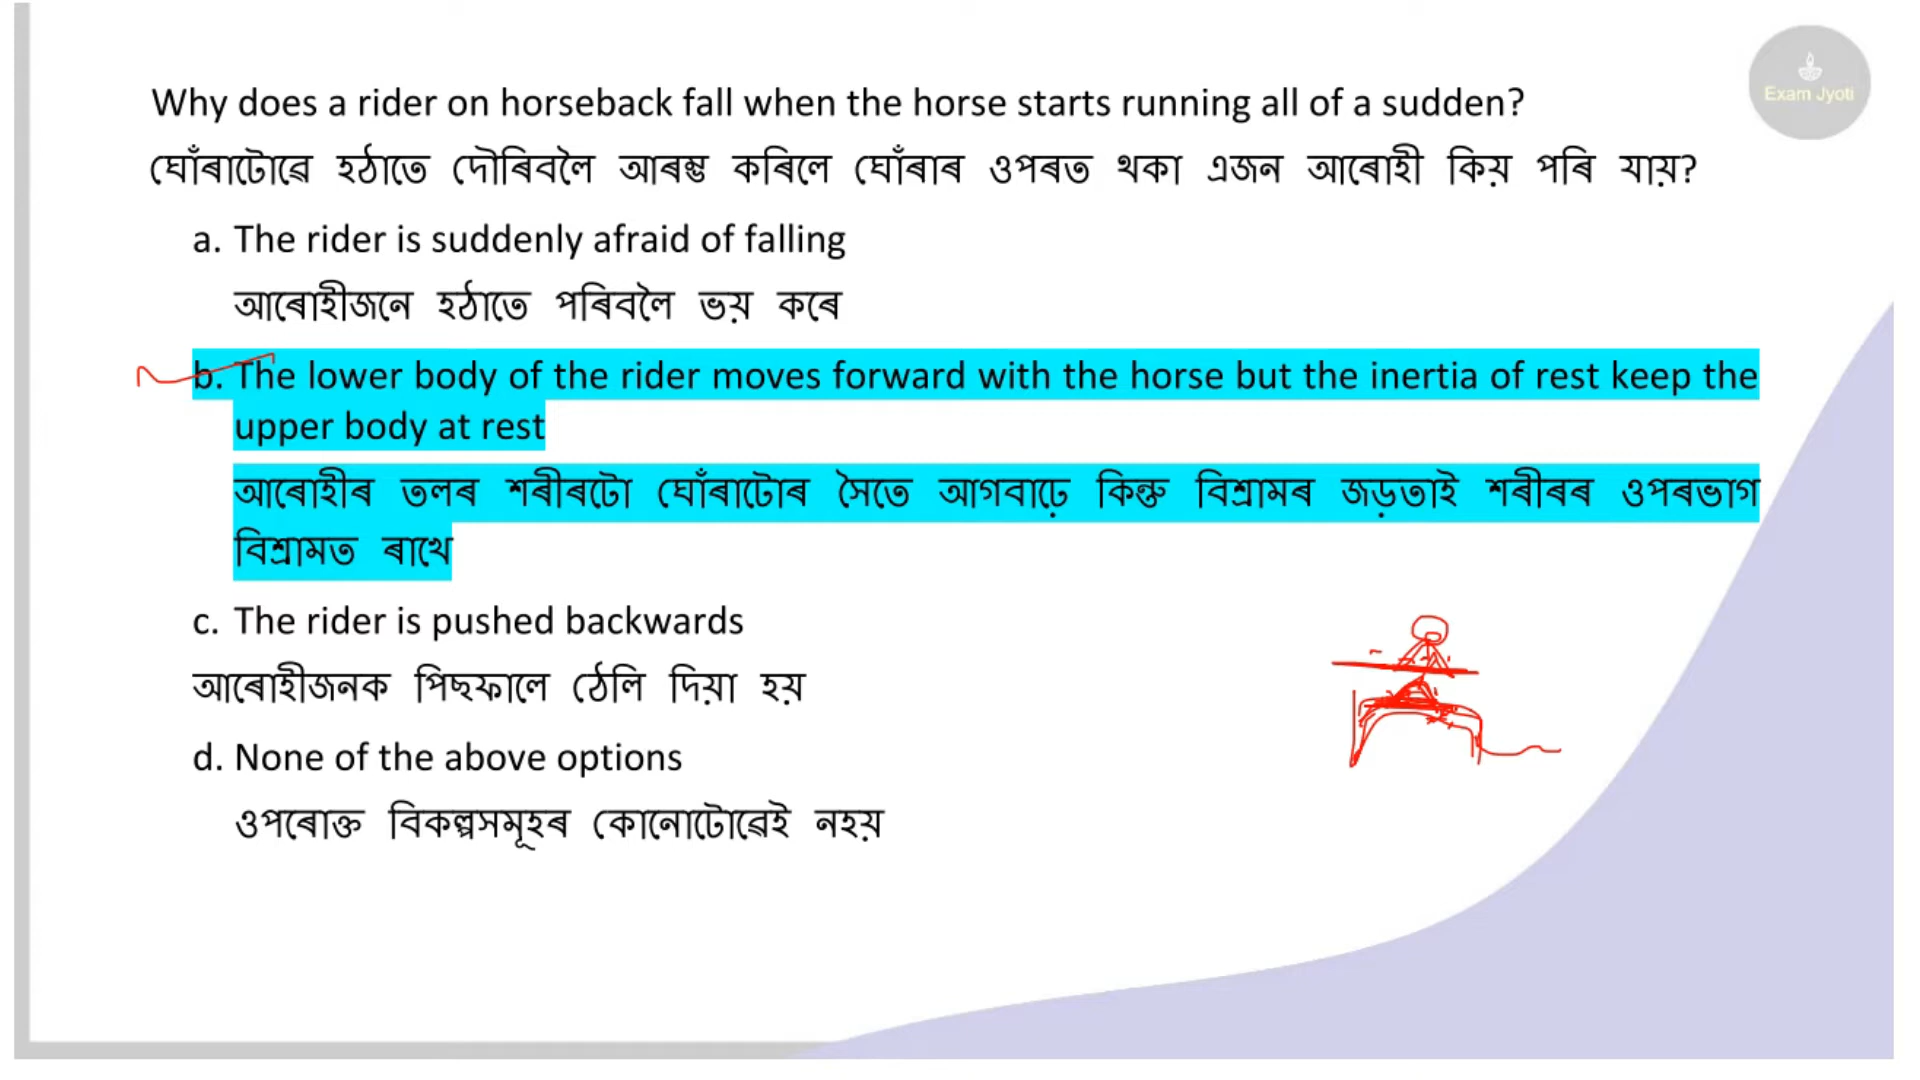 Exam Jyoti
Why does a rider on horseback fall when the horse starts running all of a sudden?
ঘোঁৰাটোৱে হঠাতে দৌৰিবলৈ আৰম্ভ কৰিলে ঘোঁৰাৰ ওপৰত থকা এজন আৰোহী কিয় পৰি যায়?
a. The rider is suddenly afraid of falling
আৰোহীজনে হঠাতে পৰিবলৈ ভয় কৰে
b. The lower body of the rider moves forward with the horse but the inertia of rest keep the
upper body at rest
আৰোহীৰ তলৰ শৰীৰটো ঘোঁৰাটোৰ সৈতে আগবাঢ়ে কিন্তু বিশ্ৰামৰ জড়তাই শৰীৰৰ ওপৰভাগ
বিশ্ৰামত ৰাখে
c. The rider is pushed backwards
আৰোহীজনক পিছফালে ঠেলি দিয়া হয়
d. None of the above options
ওপৰোক্ত বিকল্পসমূহৰ কোনোটোৱেই নহয়